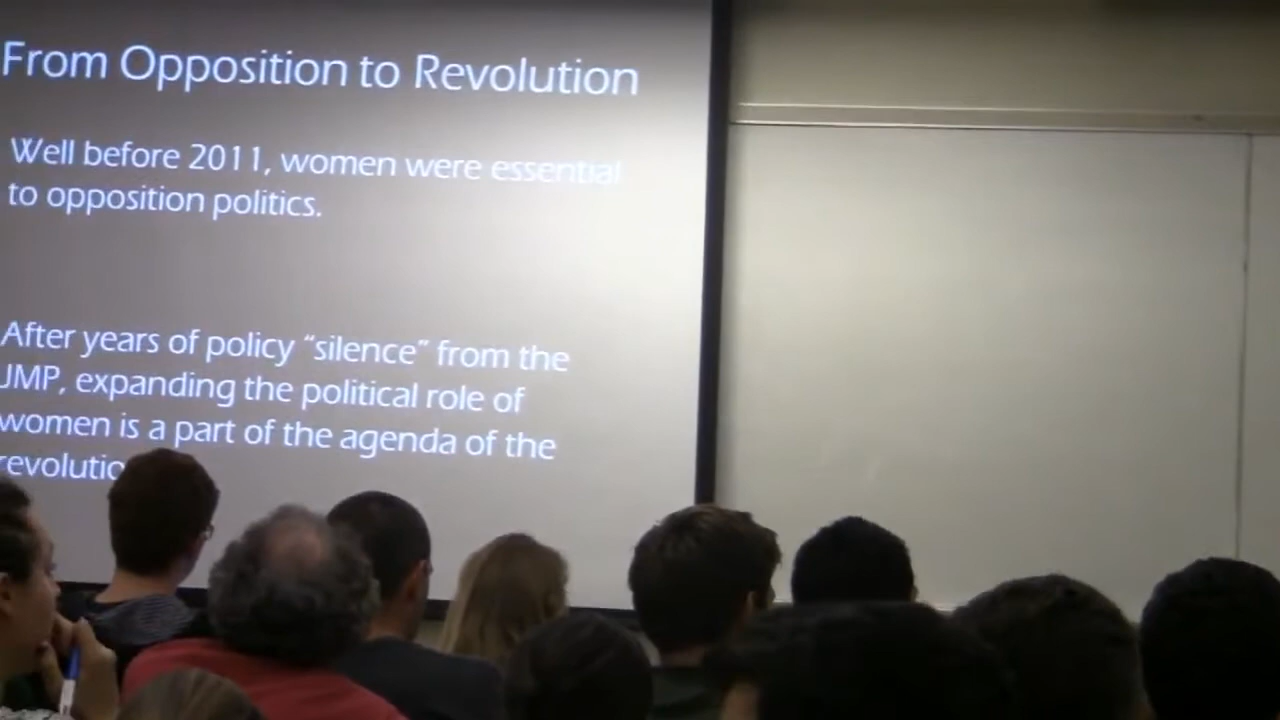 From Opposition to Revolution
Well before 2011, women were essential
to opposition politics.
After years of policy “silence” from the
JMP, expanding the political role of
women is a part of the agenda of the